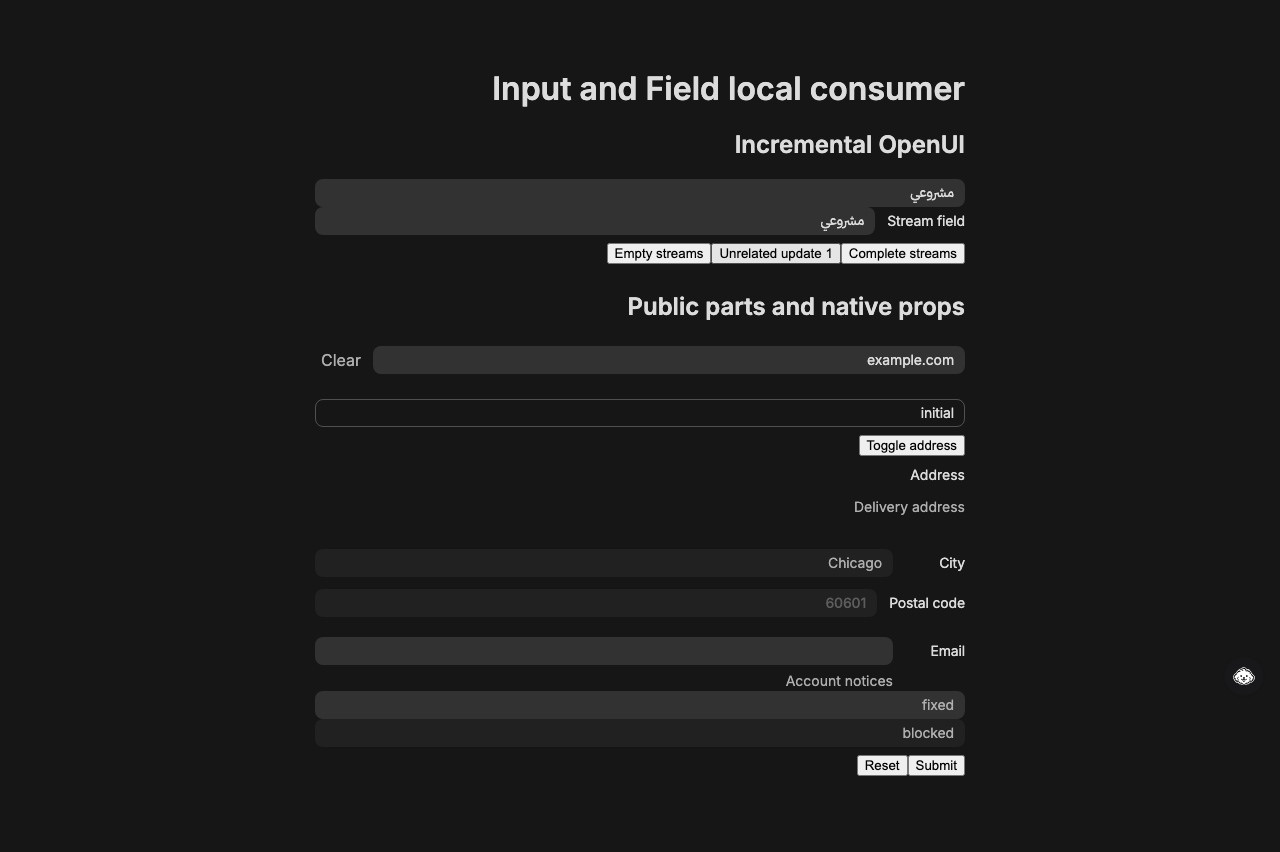 Input and Field local consumer
Incremental OpenUI
مشروعي
Stream field مشروعي
Complete streams Unrelated update 1 Empty streams
Public parts and native props
example.com Clear
initial
Toggle address
Address
Delivery address
City Chicago
Postal code 60601
Email
Account notices
fixed
blocked
Submit Reset